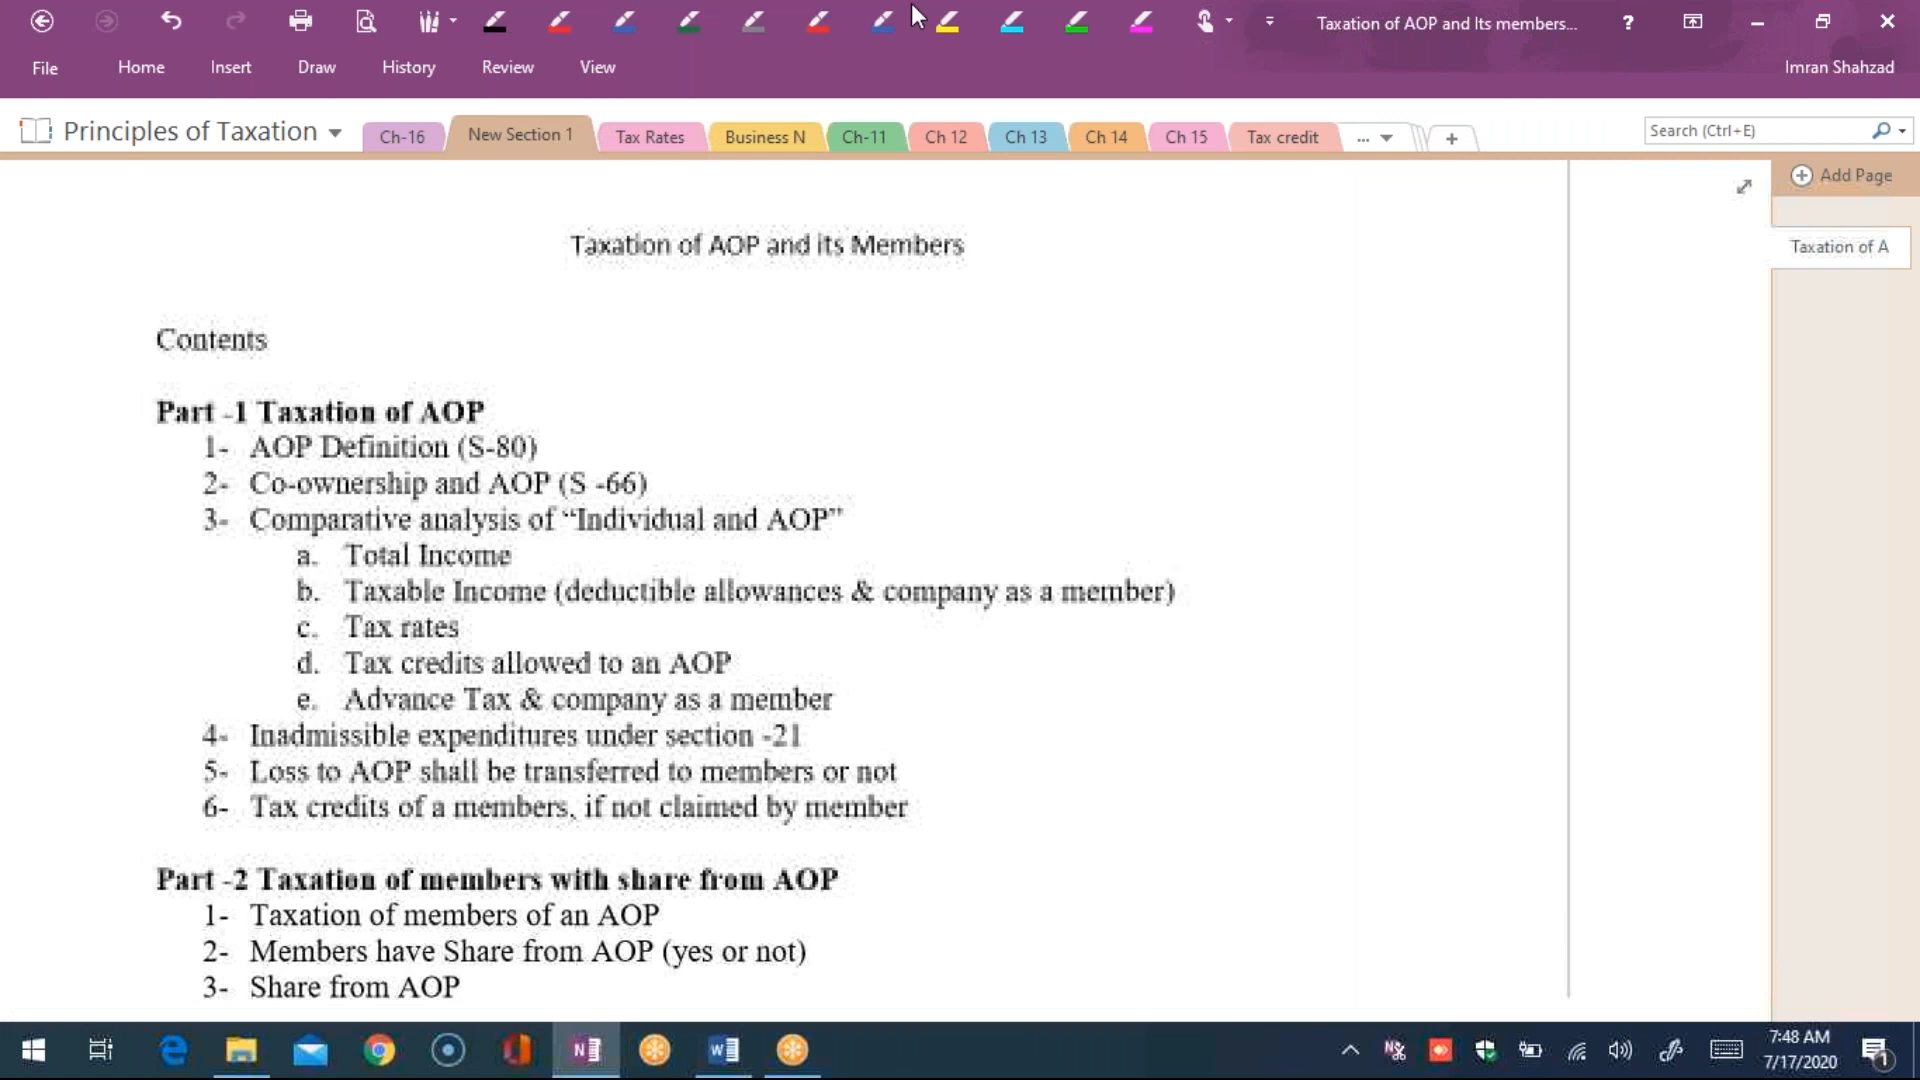 Taxation of AOP and Its members...
?
File
Home
Insert
Draw
History
Review
View
Imran Shahzad
Principles of Taxation
Ch-16
New Section 1
Tax Rates
Business N
Ch-11
Ch 12
Ch 13
Ch 14
Ch 15
Tax credit
...
+
Search (Ctrl+E)
Add Page
Taxation of A
Taxation of AOP and its Members
Contents
Part -1 Taxation of AOP
1- AOP Definition (S-80)
2- Co-ownership and AOP (S -66)
3- Comparative analysis of “Individual and AOP”
a. Total Income
b. Taxable Income (deductible allowances & company as a member)
c. Tax rates
d. Tax credits allowed to an AOP
e. Advance Tax & company as a member
4- Inadmissible expenditures under section -21
5- Loss to AOP shall be transferred to members or not
6- Tax credits of a members, if not claimed by member
Part -2 Taxation of members with share from AOP
1- Taxation of members of an AOP
2- Members have Share from AOP (yes or not)
3- Share from AOP
7:48 AM
7/17/2020
1